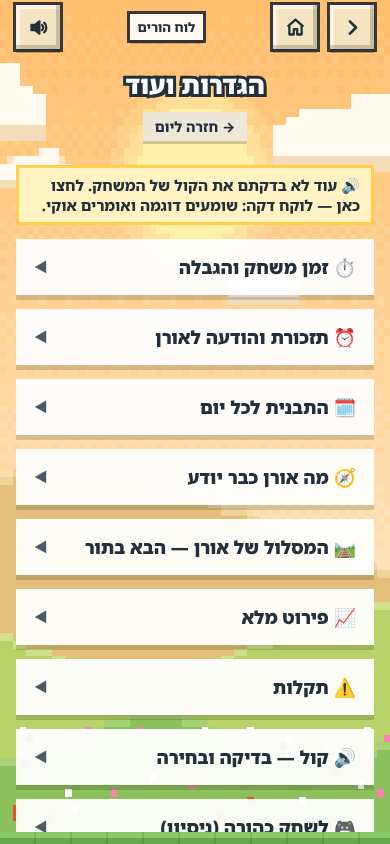 לוח הורים
הגדרות ועוד
→ חזרה ליום
🔊 עוד לא בדקתם את הקול של המשחק. לחצו
כאן — לוקח דקה: שומעים דוגמה ואומרים אוקי.
⏱️ זמן משחק והגבלה
⏰ תזכורת והודעה לאורן
🗓️ התבנית לכל יום
🧭 מה אורן כבר יודע
🛤️ המסלול של אורן — הבא בתור
📈 פירוט מלא
⚠️ תקלות
🔊 קול — בדיקה ובחירה
🎮 לשחק כהורה (ניסיון)